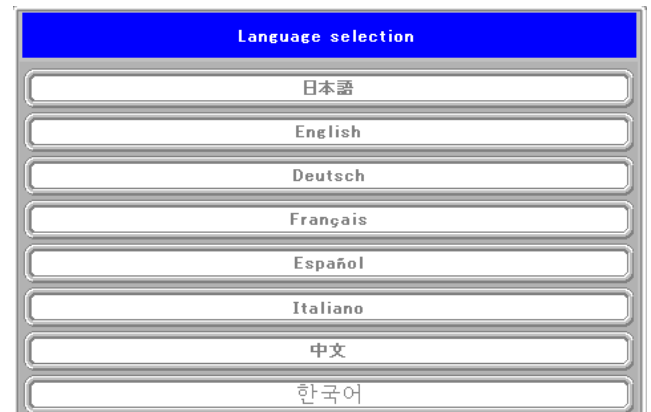 Language selection
日本語
English
Deutsch
Français
Español
Italiano
中文
한국어